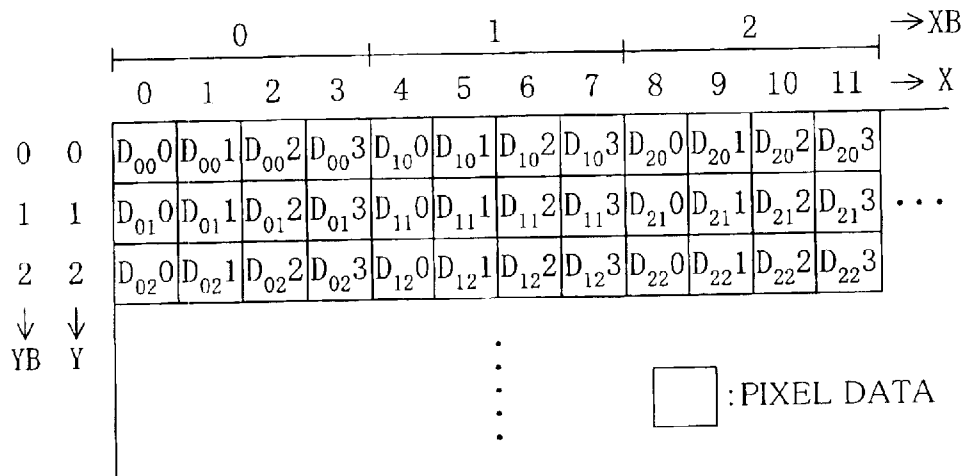 0 1 2 →XB
0 1 2 3 4 5 6 7 8 9 10 11 → X
0 0 D₀₀0 D₀₀1 D₀₀2 D₀₀3 D₁₀0 D₁₀1 D₁₀2 D₁₀3 D₂₀0 D₂₀1 D₂₀2 D₂₀3
1 1 D₀₁0 D₀₁1 D₀₁2 D₀₁3 D₁₁0 D₁₁1 D₁₁2 D₁₁3 D₂₁0 D₂₁1 D₂₁2 D₂₁3 ···
2 2 D₀₂0 D₀₂1 D₀₂2 D₀₂3 D₁₂0 D₁₂1 D₁₂2 D₁₂3 D₂₂0 D₂₂1 D₂₂2 D₂₂3
↓ ↓
YB Y
:PIXEL DATA